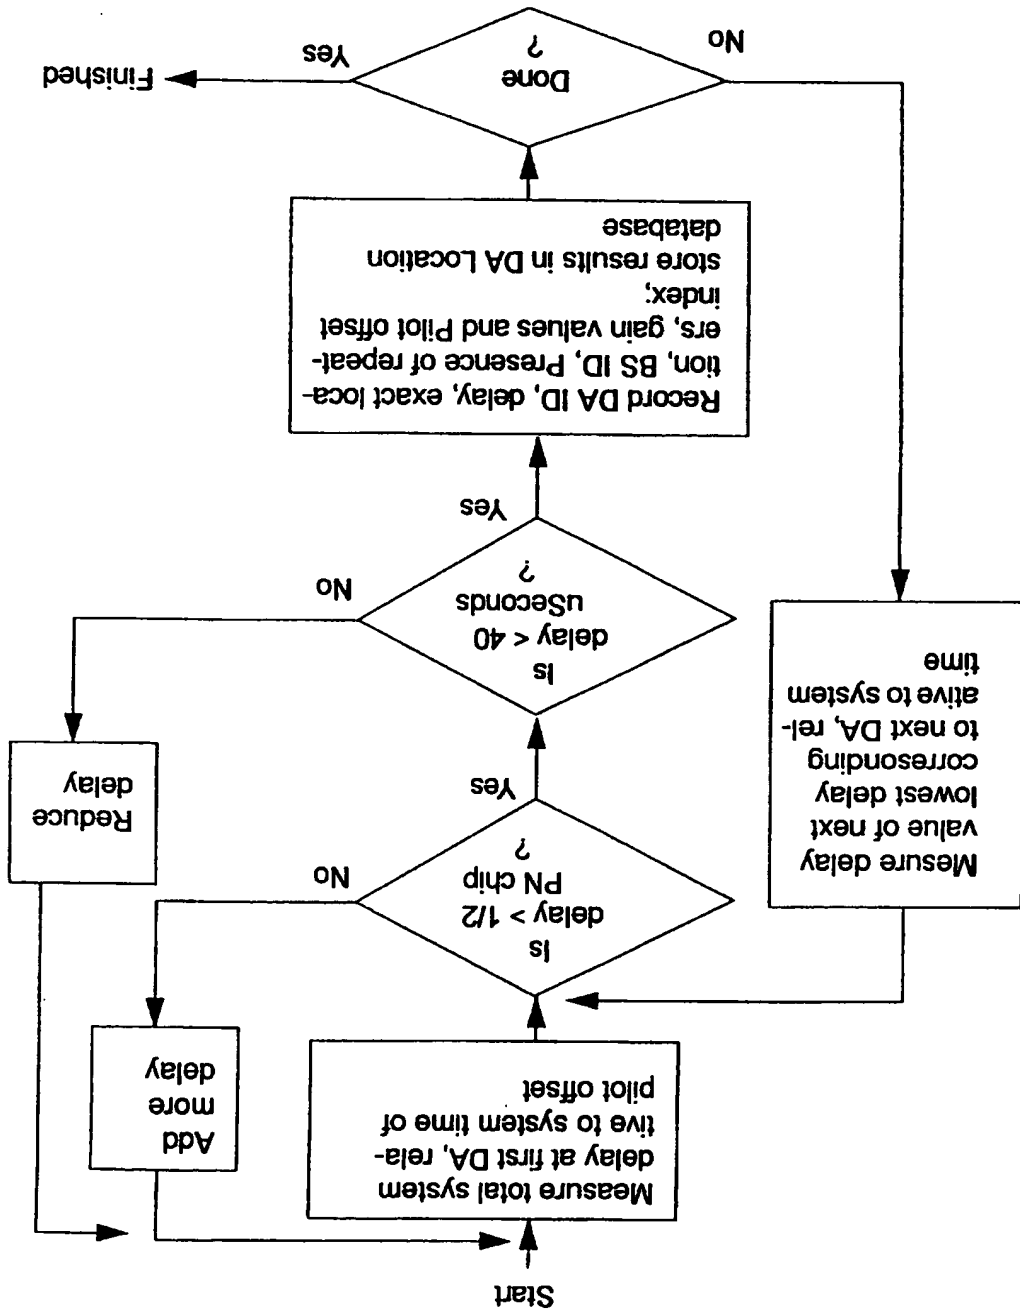 Start
Measure total system
delay at first DA, rela-
tive to system time of
pilot offset
Add
more
delay
Reduce
delay
Is
delay > 1/2
PN chip
?
No
Yes
Mesure delay
value of next
lowest delay
corresonding
to next DA, rel-
ative to system
time
Is
delay < 40
uSeconds
?
No
Yes
Record DA ID, delay, exact loca-
tion, BS ID, Presence of repeat-
ers, gain values and Pilot offset
index;
store results in DA Location
database
Done
?
No
Yes
Finished